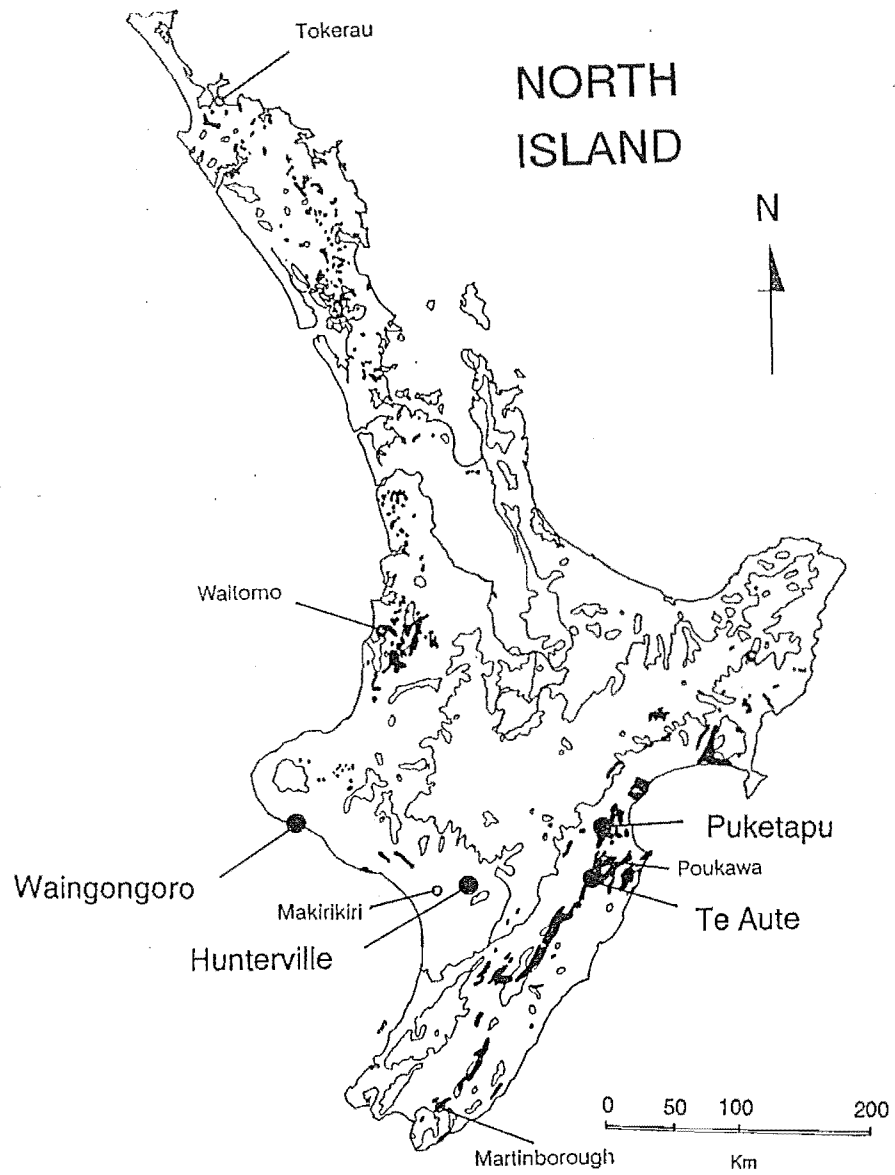 Tokerau
NORTH
ISLAND
N
Waitomo
Puketapu
Poukawa
Waingongoro
Makirikiri
Te Aute
Hunterville
0 50 100 200
Km
Martinborough